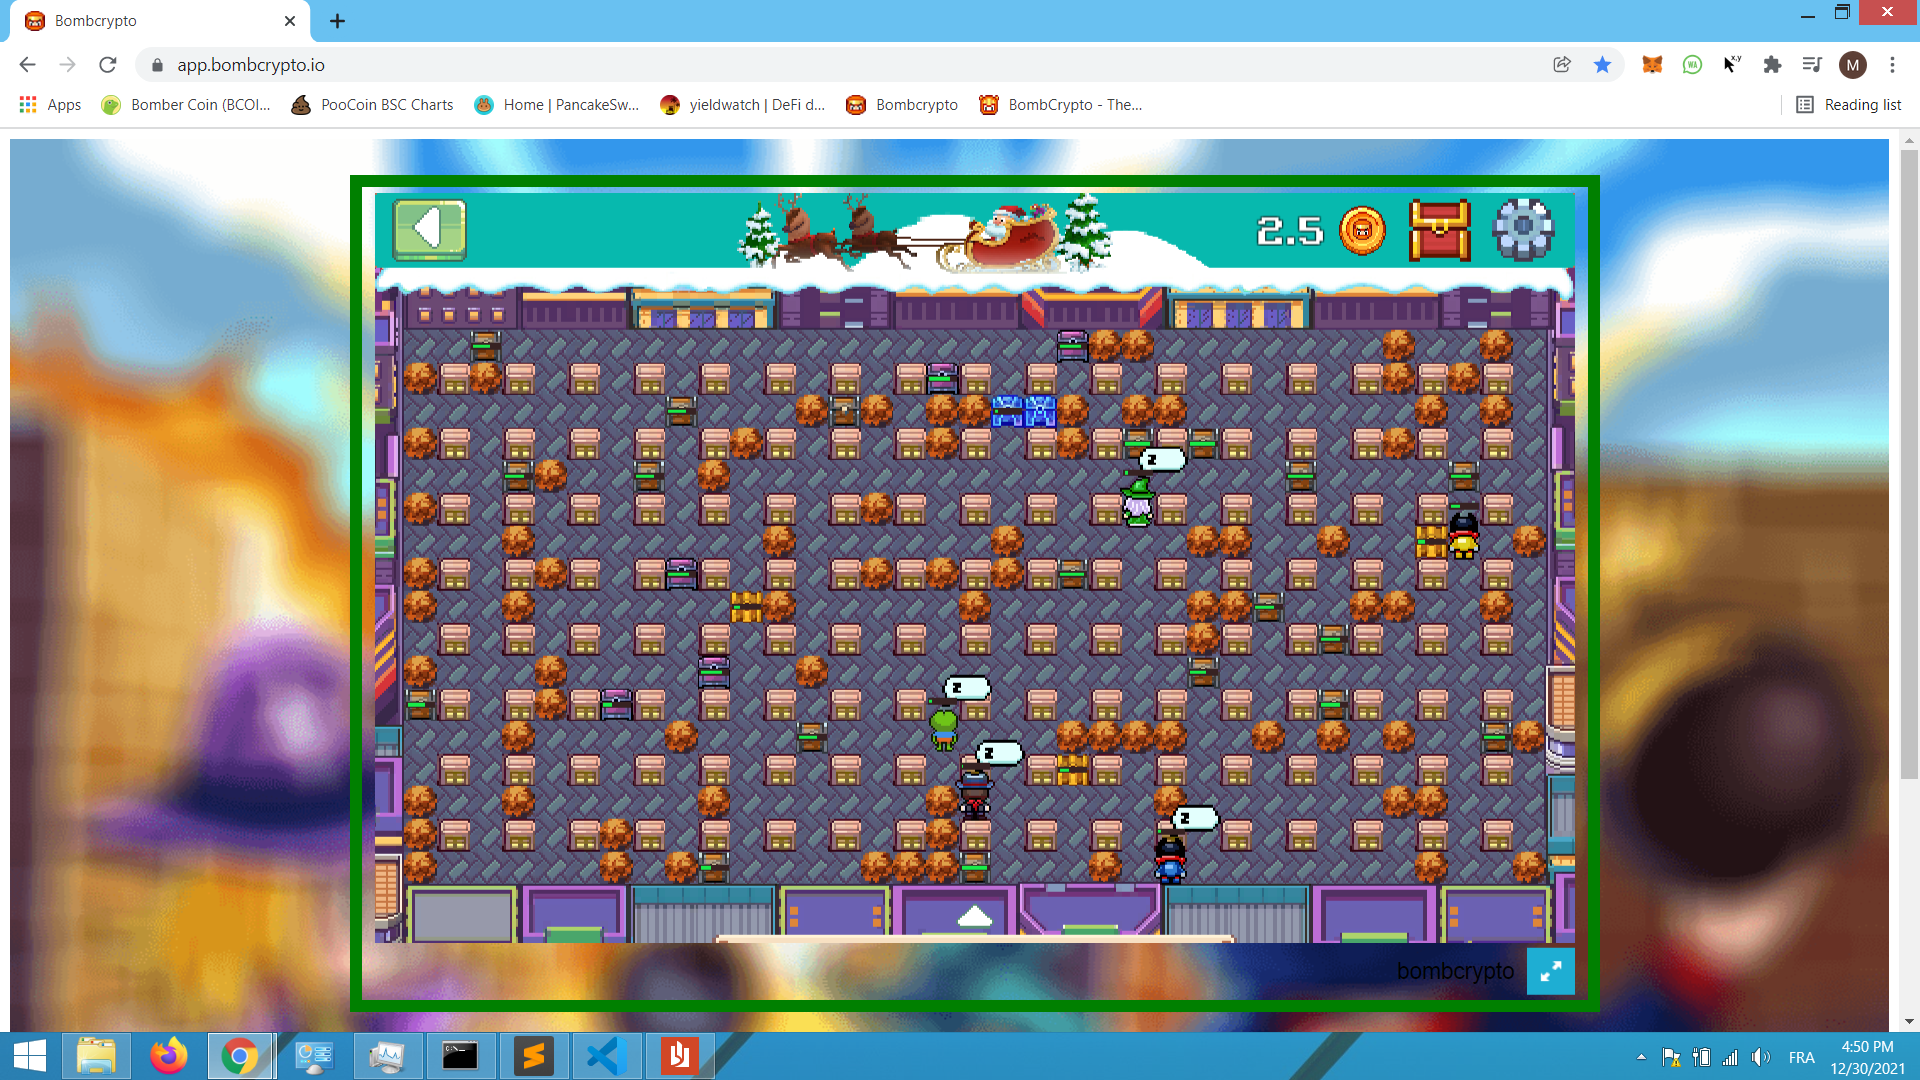 Bombcrypto
app.bombcrypto.io
M
Apps
Bomber Coin (BCOI...
PooCoin BSC Charts
Home | PancakeSw...
yieldwatch | DeFi d...
Bombcrypto
BombCrypto - The...
Reading list
2.5
z
z
z
z
bombcrypto
FRA
4:50 PM
12/30/2021